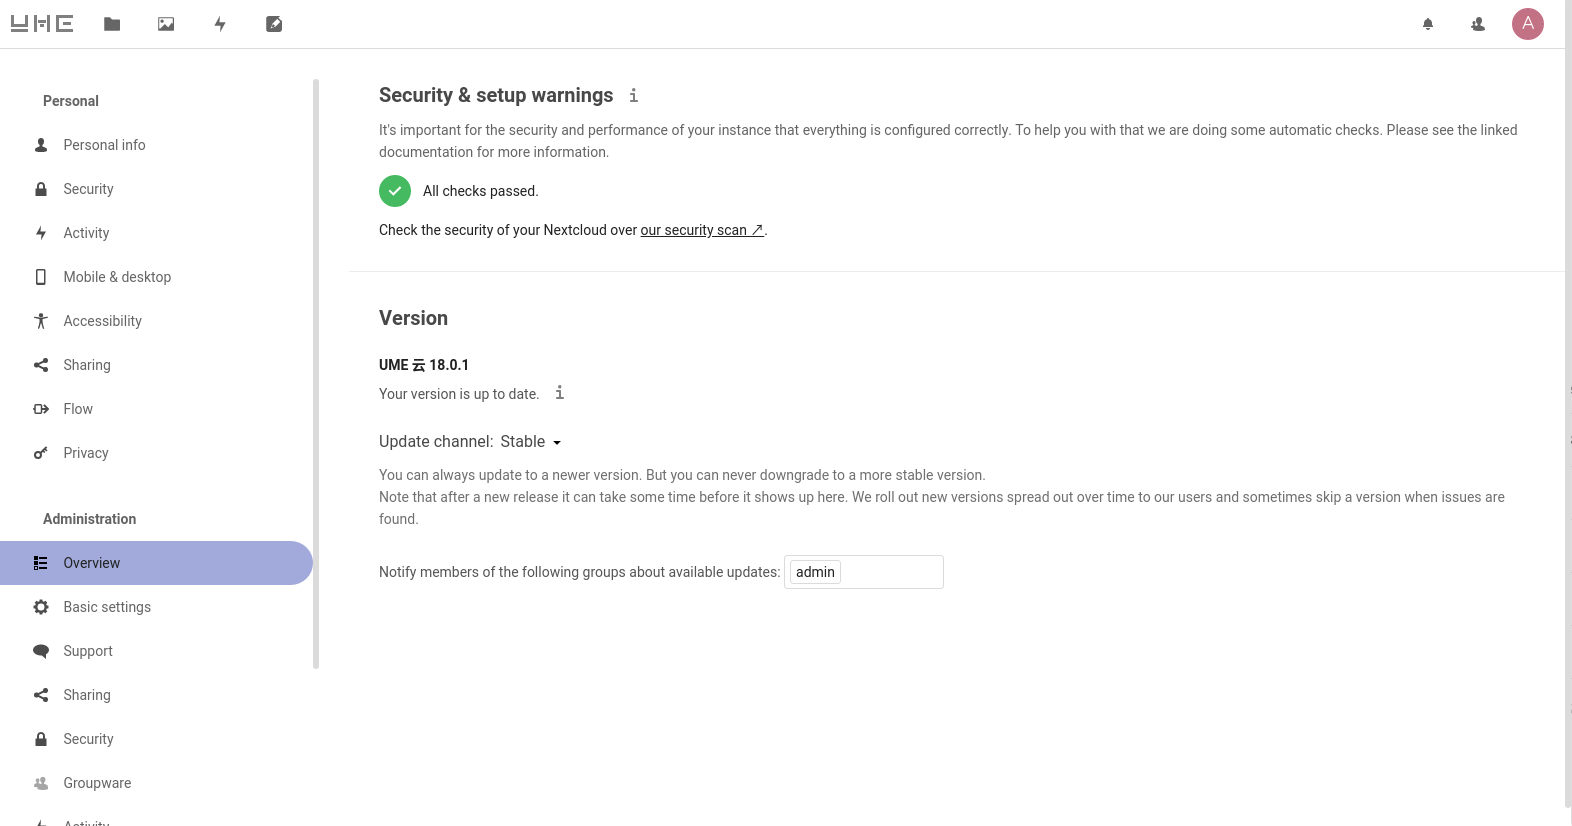 UME
A
Personal
Personal info
Security
Activity
Mobile & desktop
Accessibility
Sharing
Flow
Privacy
Administration
Overview
Basic settings
Support
Sharing
Security
Groupware
Activity
Security & setup warnings
It's important for the security and performance of your instance that everything is configured correctly. To help you with that we are doing some automatic checks. Please see the linked
documentation for more information.
All checks passed.
Check the security of your Nextcloud over our security scan ↗.
Version
UME 云 18.0.1
Your version is up to date.
Update channel: Stable
You can always update to a newer version. But you can never downgrade to a more stable version.
Note that after a new release it can take some time before it shows up here. We roll out new versions spread out over time to our users and sometimes skip a version when issues are
found.
Notify members of the following groups about available updates: admin